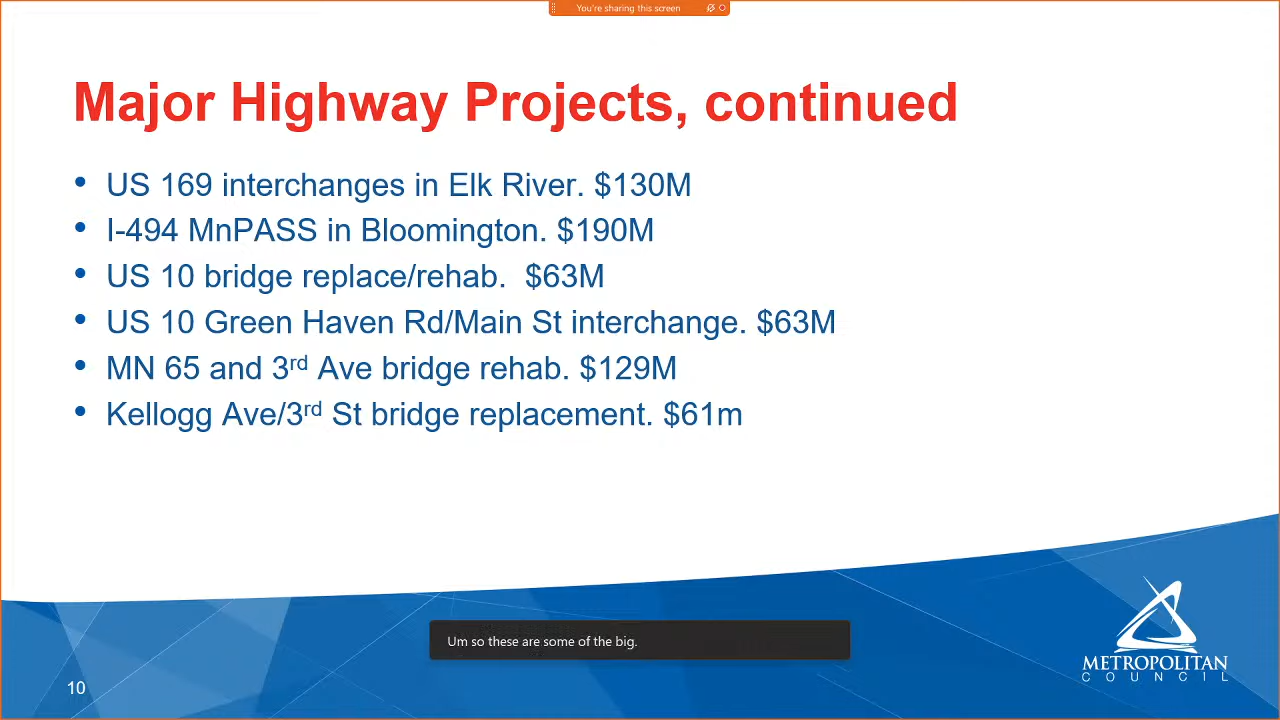 You're sharing this screen
Major Highway Projects, continued
• US 169 interchanges in Elk River. $130M
• I-494 MnPASS in Bloomington. $190M
• US 10 bridge replace/rehab.  $63M
• US 10 Green Haven Rd/Main St interchange. $63M
• MN 65 and 3rd Ave bridge rehab. $129M
• Kellogg Ave/3rd St bridge replacement. $61m
Um so these are some of the big.
METROPOLITAN
COUNCIL
10